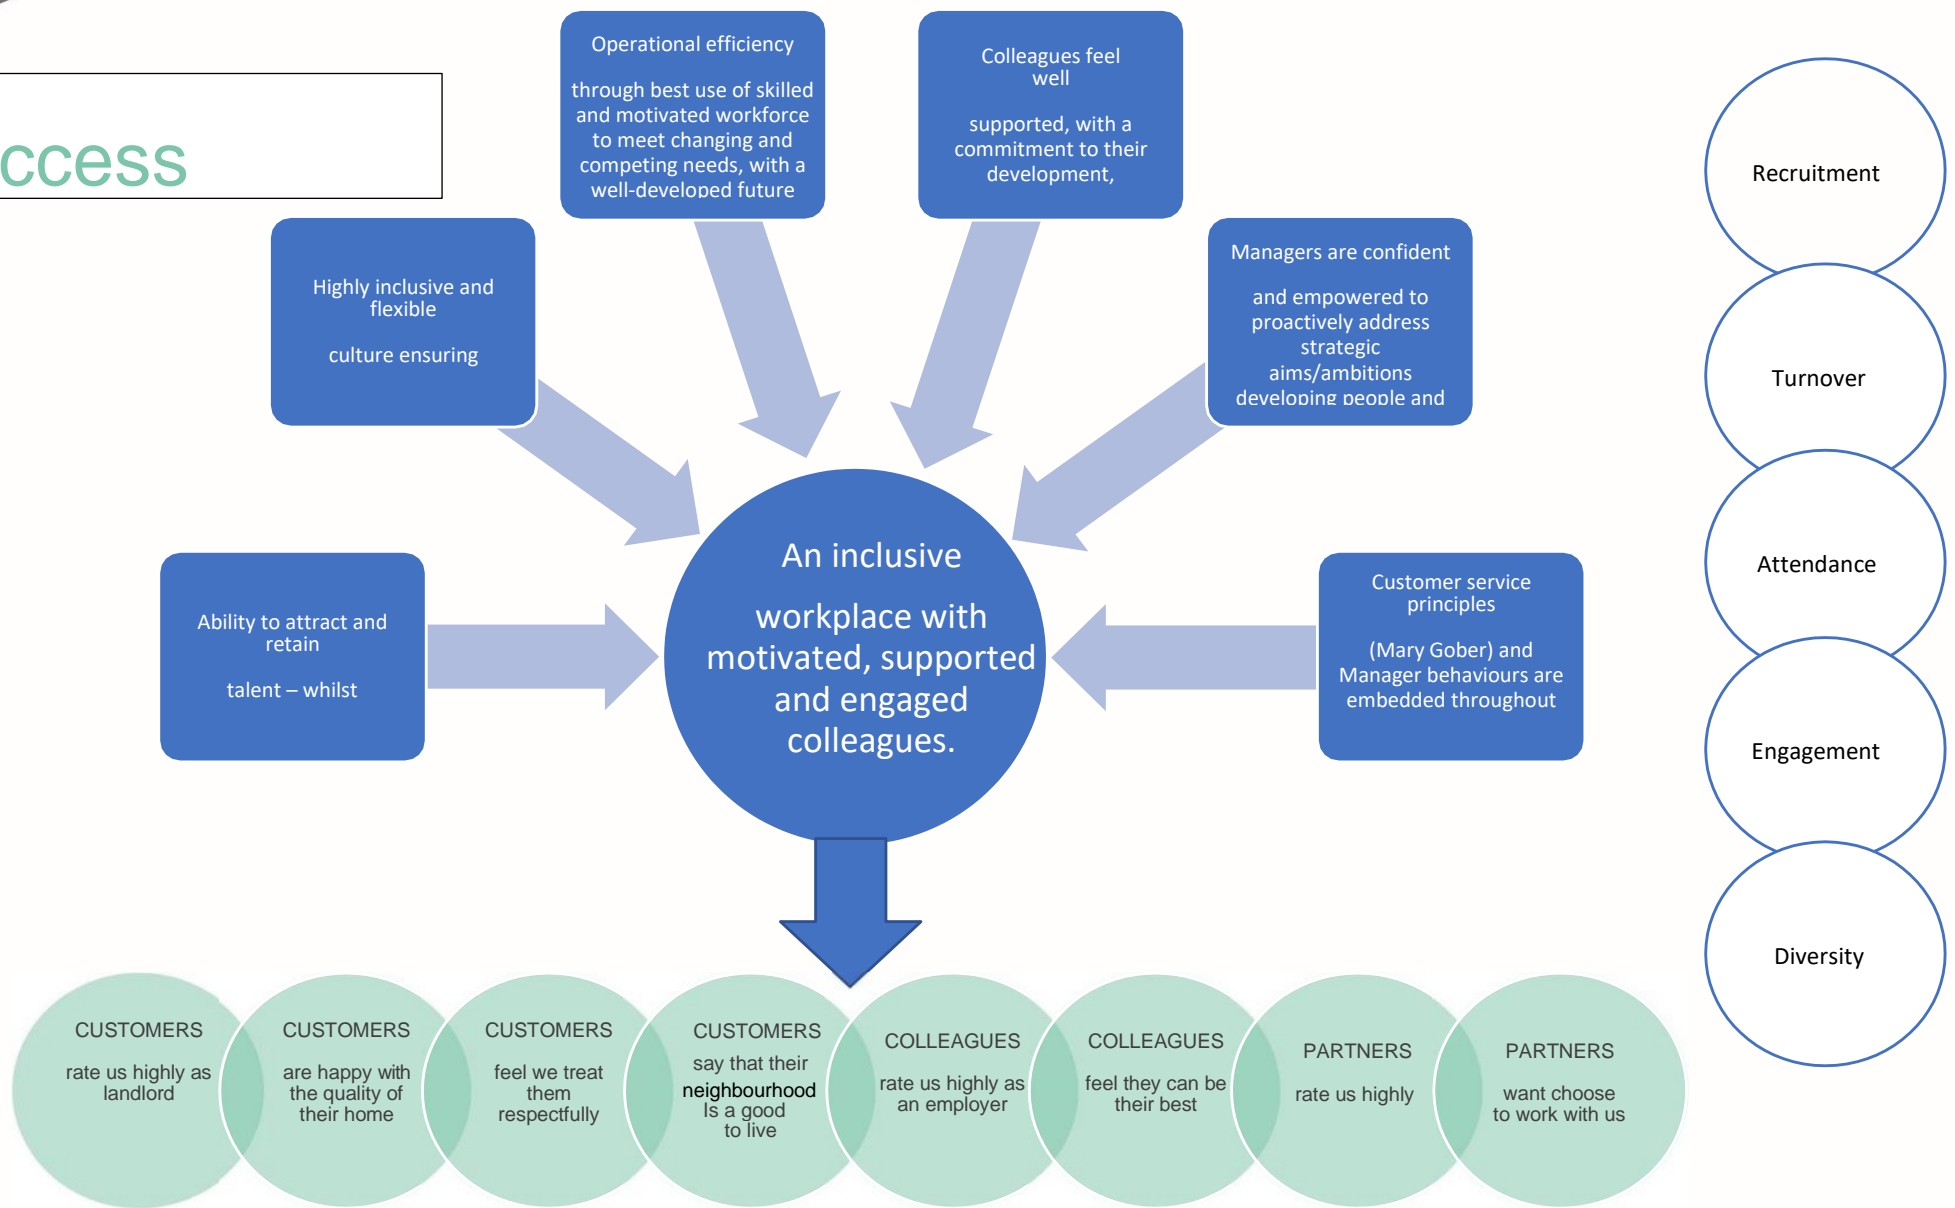 ccess
Operational efficiency
through best use of skilled
and motivated workforce
to meet changing and
competing needs, with a
well-developed future
Colleagues feel
well
supported, with a
commitment to their
development,
Highly inclusive and
flexible
culture ensuring
Managers are confident
and empowered to
proactively address
strategic
aims/ambitions
developing people and
Ability to attract and
retain
talent – whilst
Customer service
principles
(Mary Gober) and
Manager behaviours are
embedded throughout
An inclusive
workplace with
motivated, supported
and engaged
colleagues.
Recruitment
Turnover
Attendance
Engagement
Diversity
CUSTOMERS
rate us highly as
landlord
CUSTOMERS
are happy with
the quality of
their home
CUSTOMERS
feel we treat
them
respectfully
CUSTOMERS
say that their
neighbourhood
Is a good
to live
COLLEAGUES
rate us highly as
an employer
COLLEAGUES
feel they can be
their best
PARTNERS
rate us highly
PARTNERS
want choose
to work with us